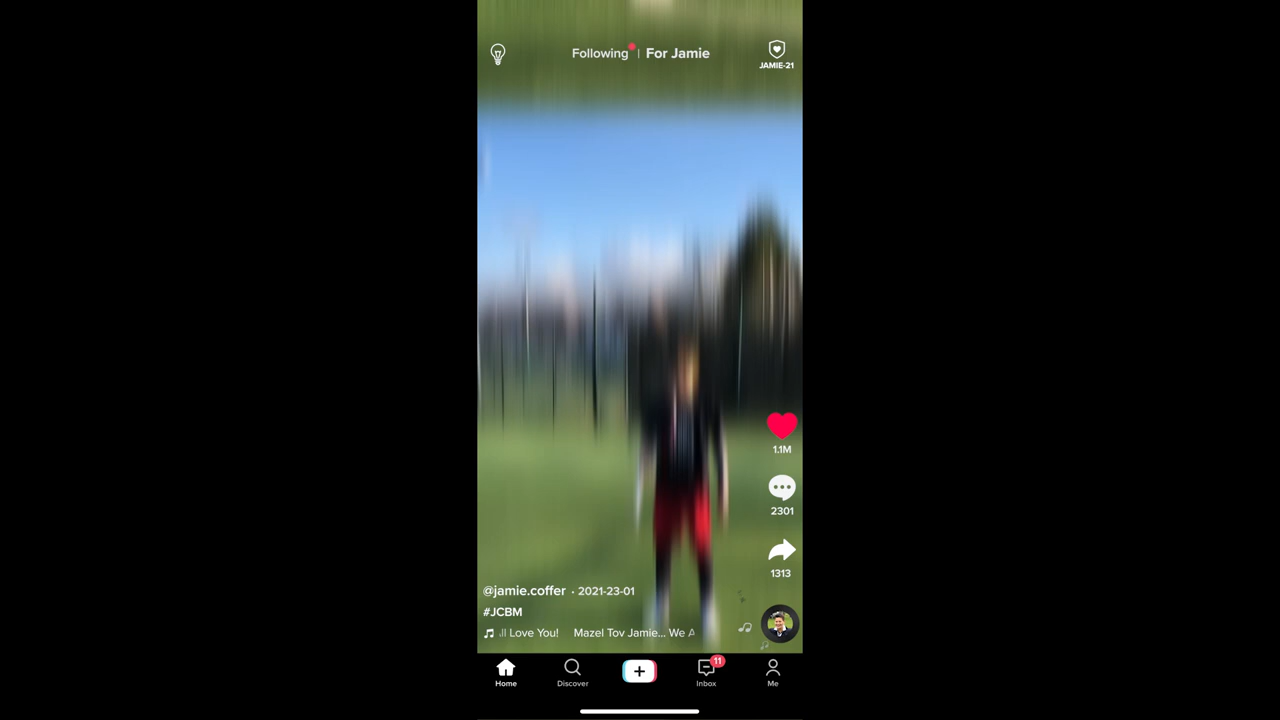 Following | For Jamie
JAMIE-21
1.1M
2301
1313
@jamie.coffer · 2021-23-01
#JCBM
ll Love You! Mazel Tov Jamie... We A
11
Home Discover Inbox Me